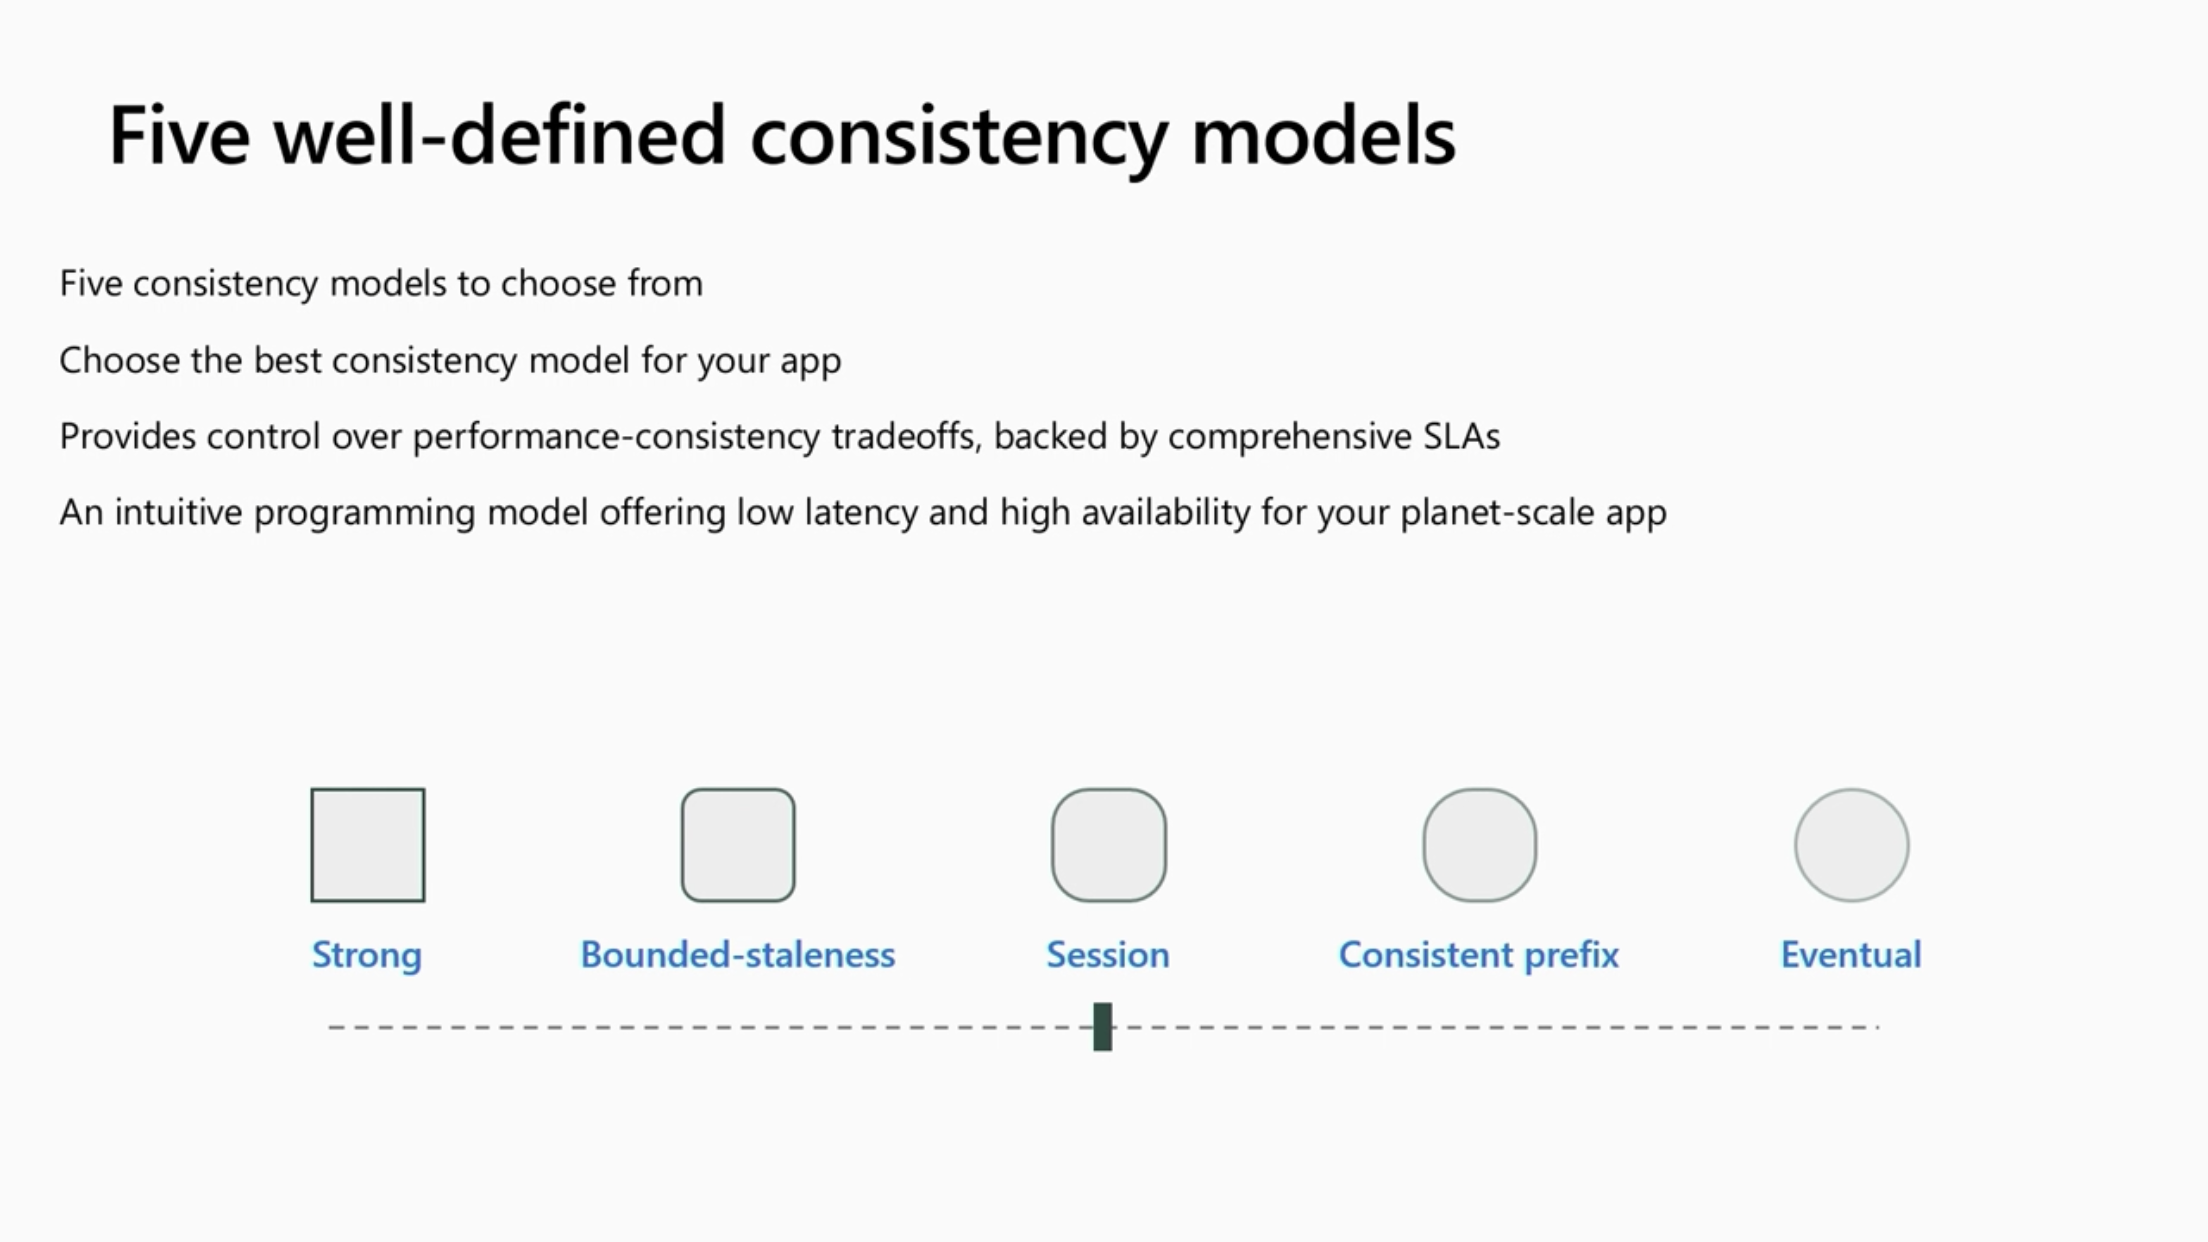 Five well-defined consistency models
Five consistency models to choose from
Choose the best consistency model for your app
Provides control over performance-consistency tradeoffs, backed by comprehensive SLAs
An intuitive programming model offering low latency and high availability for your planet-scale app
Strong
Bounded-staleness
Session
Consistent prefix
Eventual